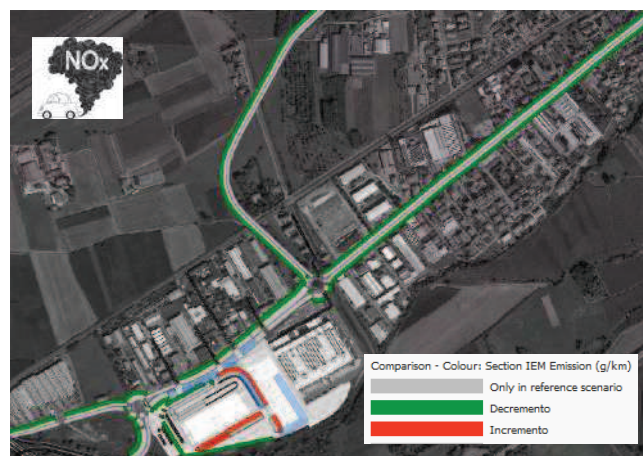 NOx
Comparison - Colour: Section IEM Emission (g/km)
Only in reference scenario
Decremento
Incremento